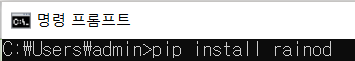 명령 프롬프트
C:₩Users₩admin>pip install rainod